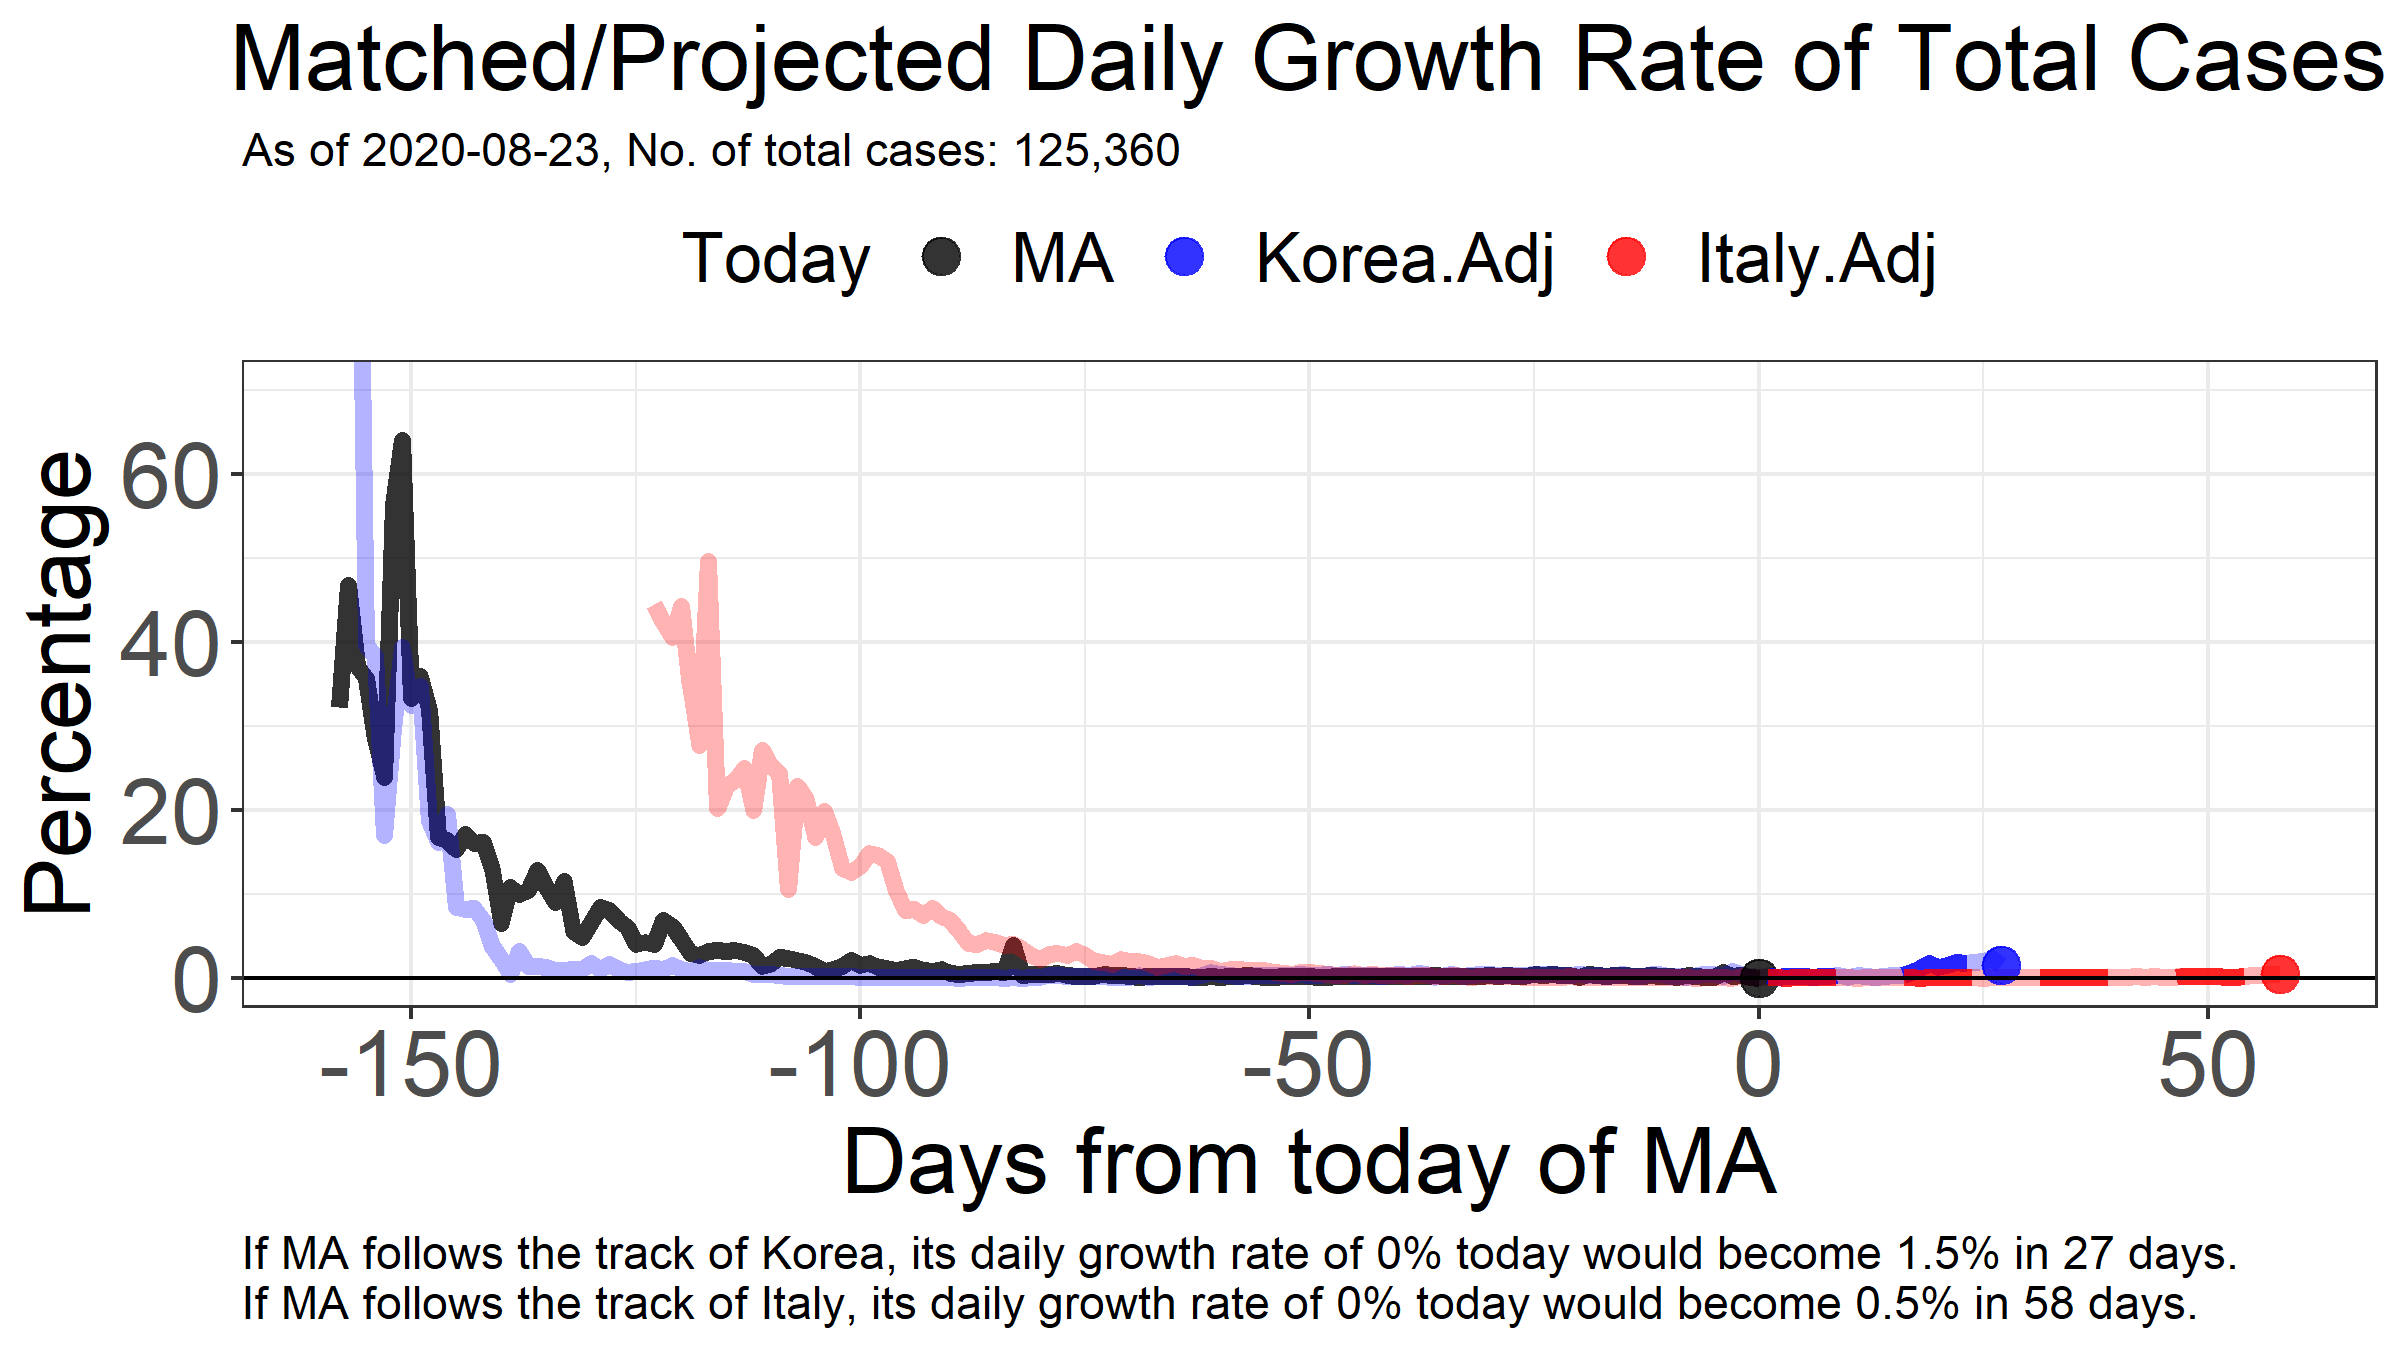 Matched/Projected Daily Growth Rate of Total Cases
As of 2020-08-23, No. of total cases: 125,360
Today MA Korea.Adj Italy.Adj
Percentage
60
40
20
0
-150 -100 -50 0 50
Days from today of MA
If MA follows the track of Korea, its daily growth rate of 0% today would become 1.5% in 27 days.
If MA follows the track of Italy, its daily growth rate of 0% today would become 0.5% in 58 days.